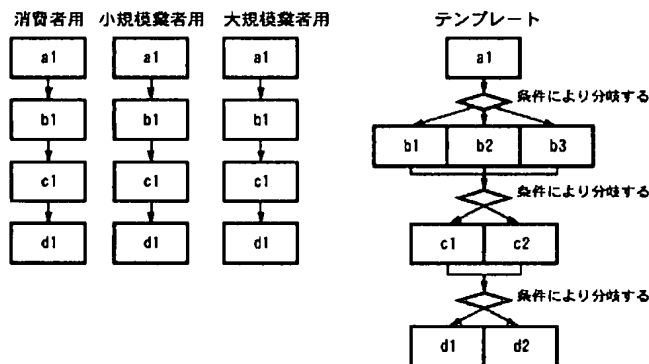 消費者用 小規模業者用 大規模業者用 テンプレート
a1 a1 a1 a1
条件により分岐する
b1 b1 b1 b1 b2 b3
条件により分岐する
c1 c1 c1 c1 c2
d1 d1 d1
条件により分岐する
d1 d2